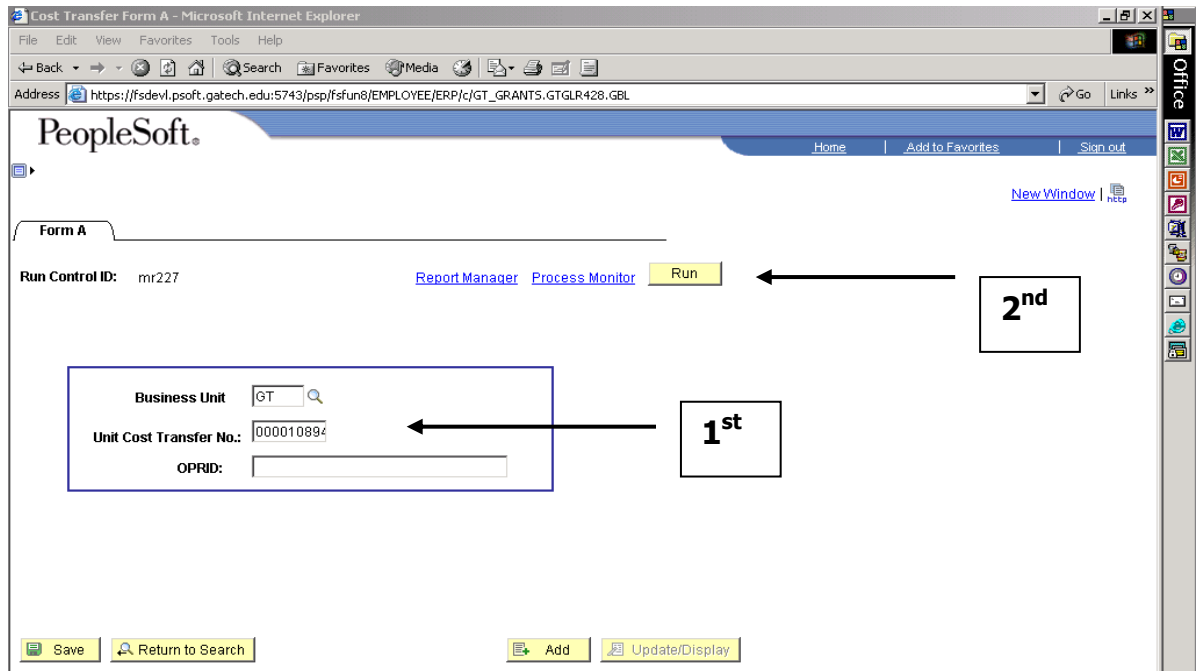 Cost Transfer Form A - Microsoft Internet Explorer
File Edit View Favorites Tools Help
Back Search Favorites Media
Address https://fsdevl.psoft.gatech.edu:5743/psp/fsfun8/EMPLOYEE/ERP/c/GT_GRANTS.GTGLR428.GBL Go Links »
Office
PeopleSoft®
Home | Add to Favorites | Sign out
New Window | http
Form A
Run Control ID: mr227 Report Manager Process Monitor Run
2nd
Business Unit GT
Unit Cost Transfer No.: 000010894
1st
OPRID:
Save Return to Search Add Update/Display